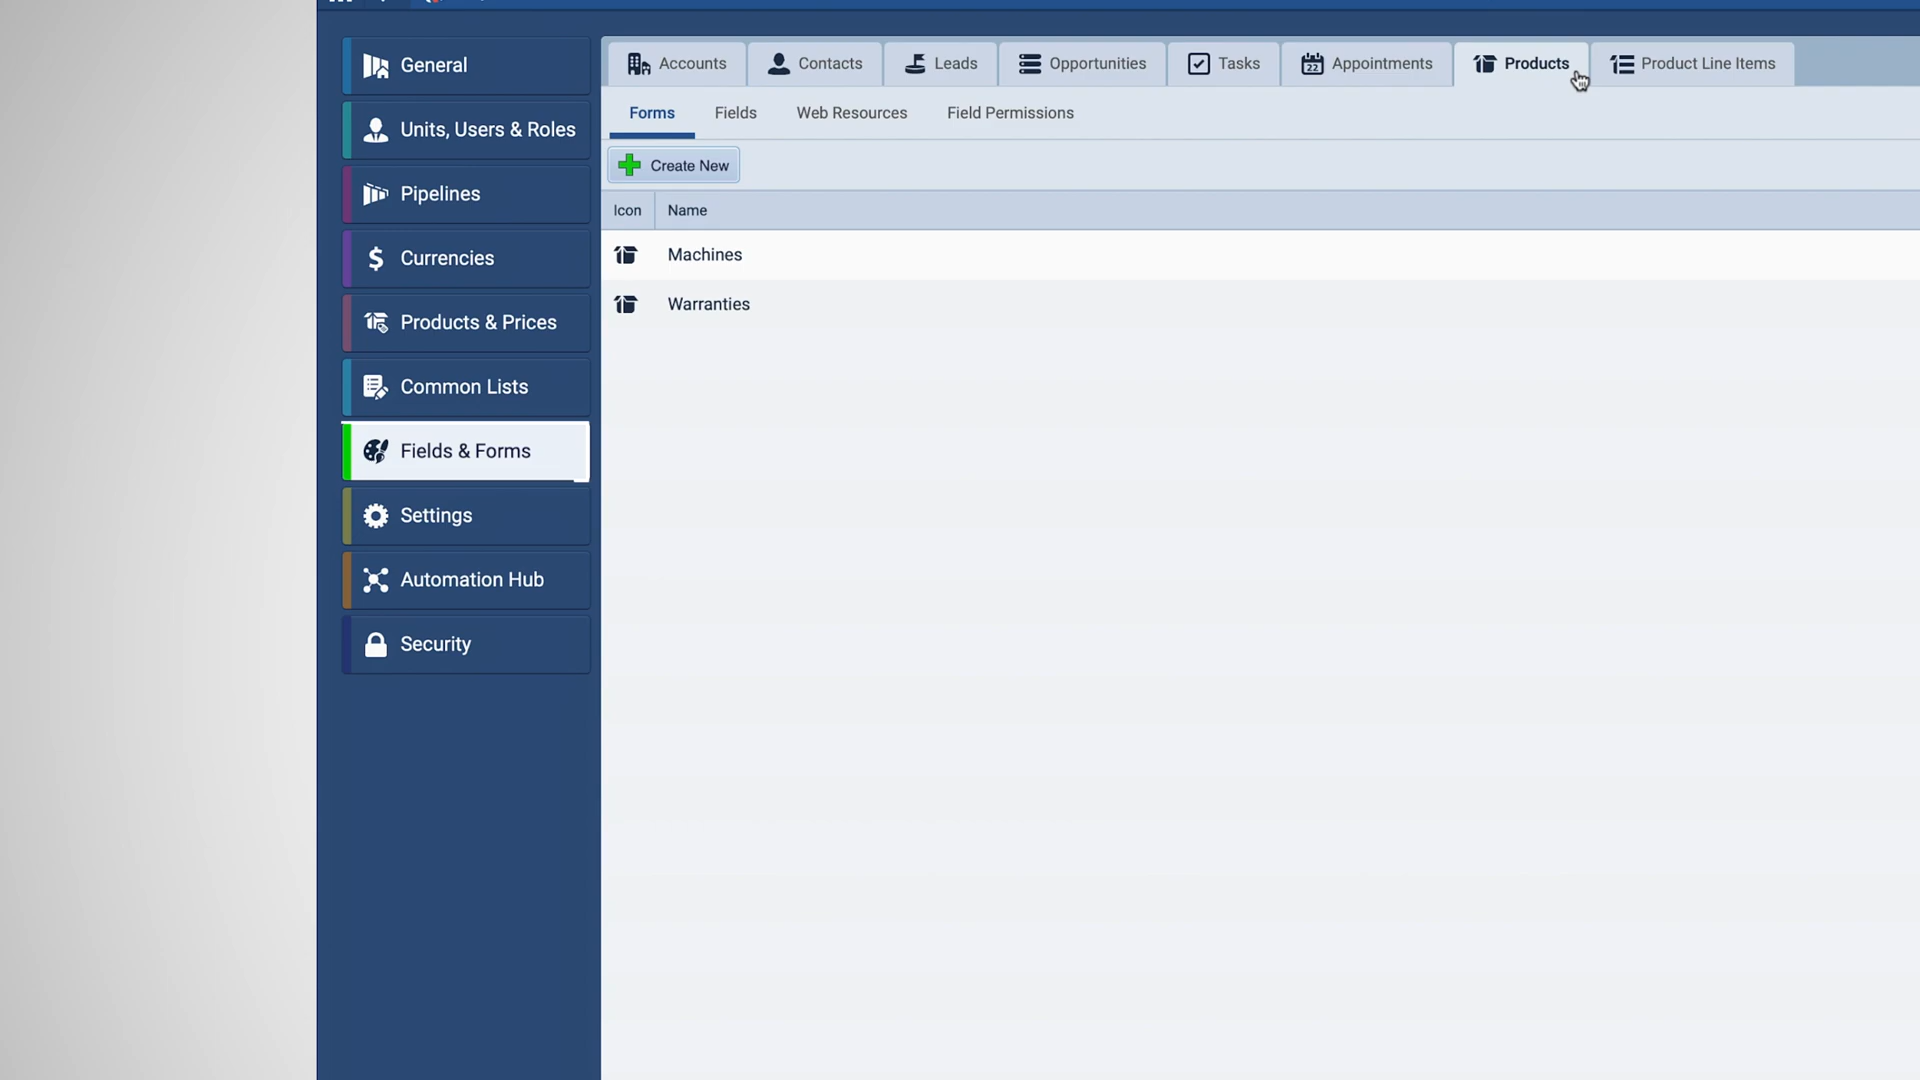 General
Units, Users & Roles
Pipelines
Currencies
Products & Prices
Common Lists
Fields & Forms
Settings
Automation Hub
Security
Accounts Contacts Leads Opportunities Tasks 22 Appointments Products Product Line Items
Forms Fields Web Resources Field Permissions
Create New
Icon Name
Machines
Warranties